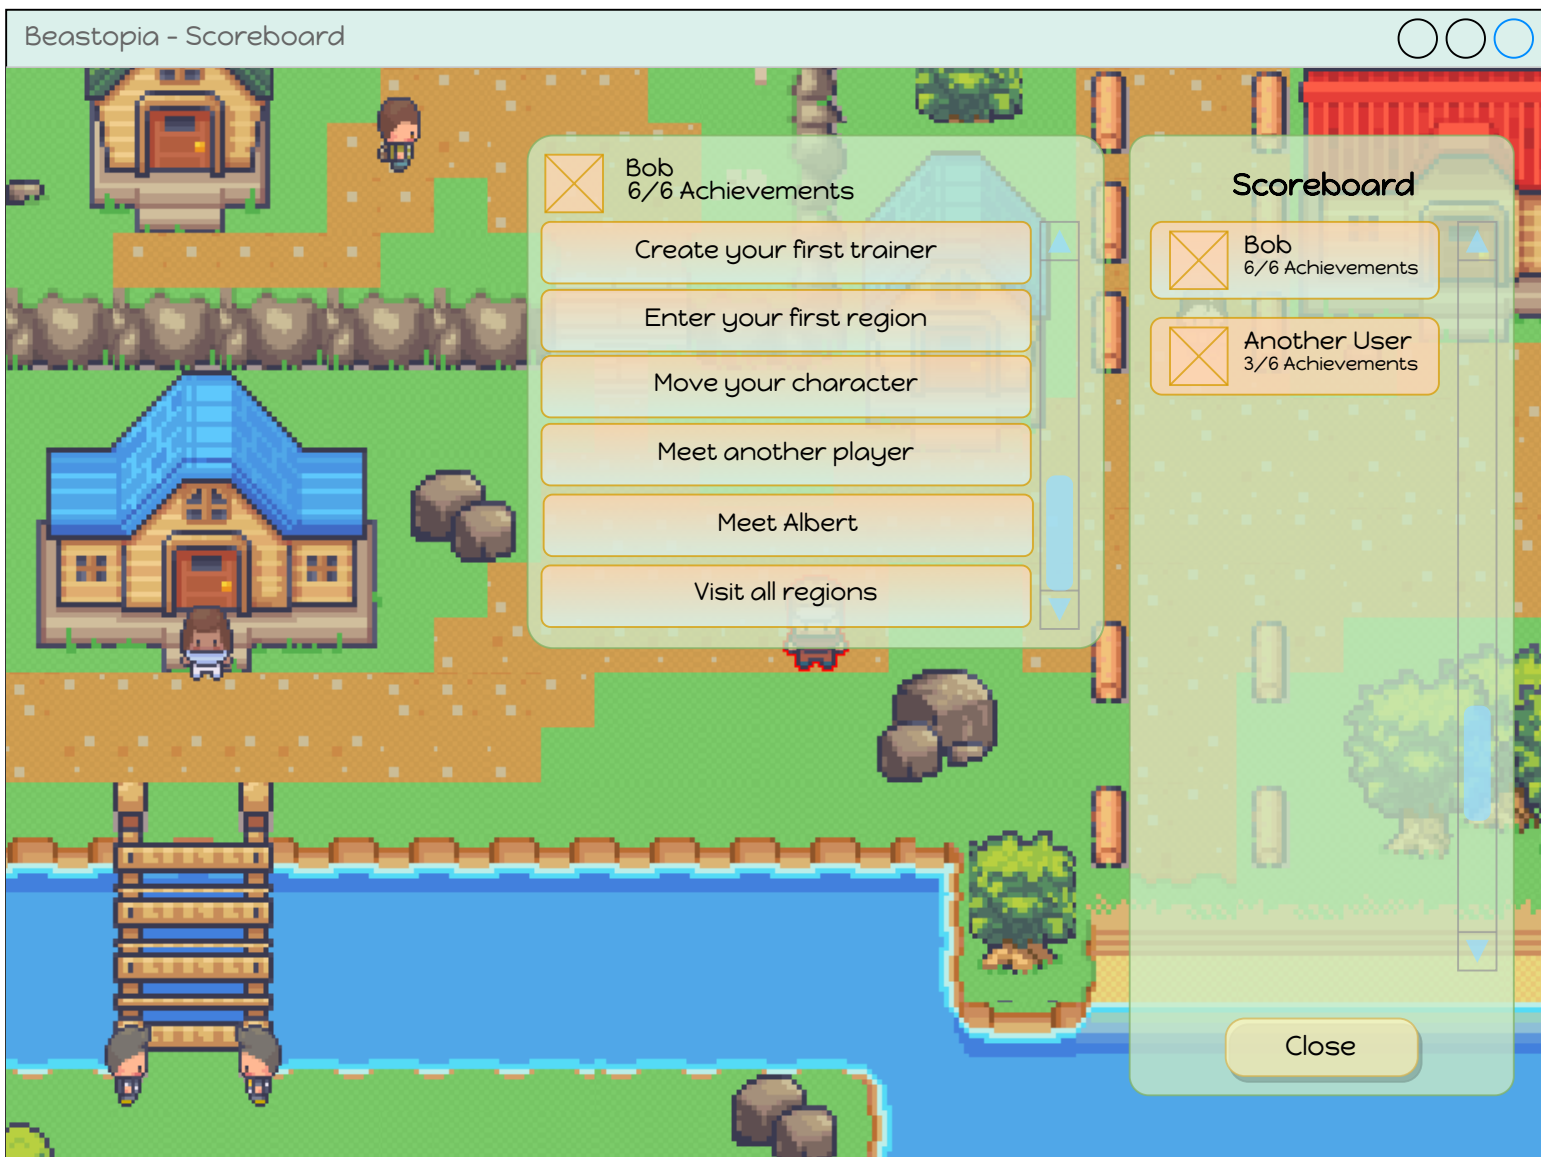 Beastopia - Scoreboard
Bob
6/6 Achievements
Create your first trainer
Enter your first region
Move your character
Meet another player
Meet Albert
Visit all regions
Scoreboard
Bob
6/6 Achievements
Another User
3/6 Achievements
Close